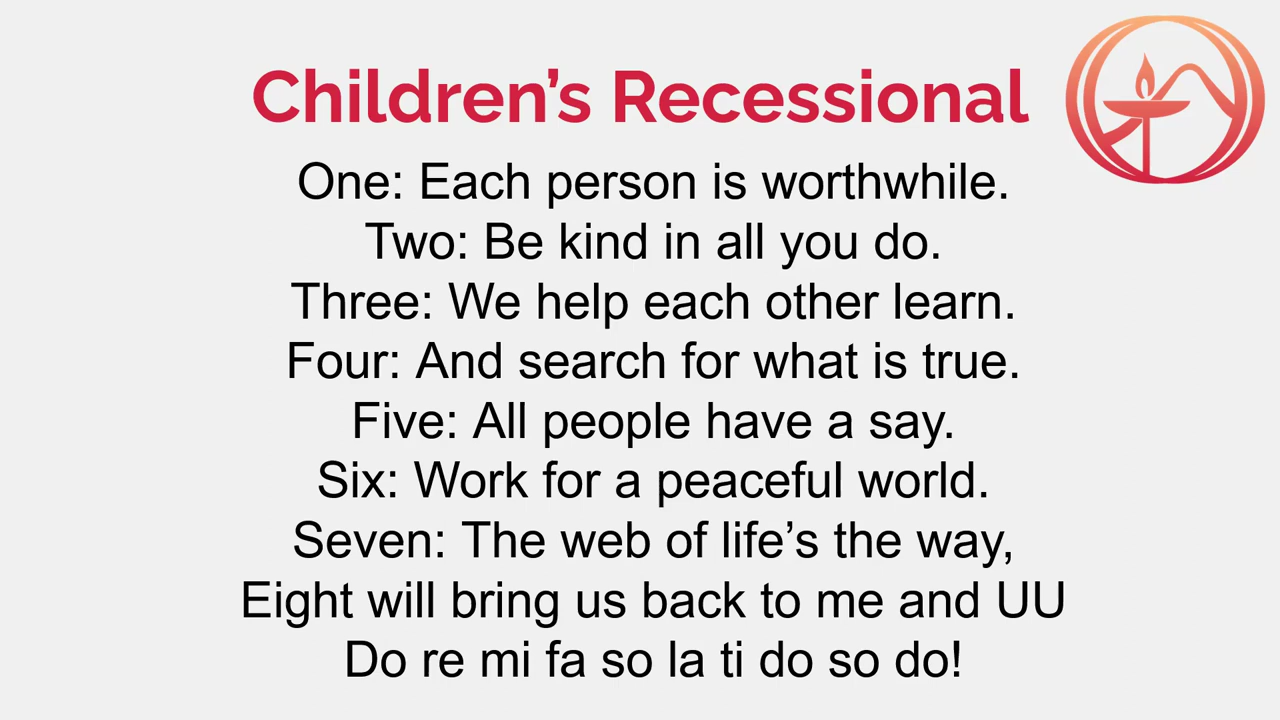 Children’s Recessional
One: Each person is worthwhile.
Two: Be kind in all you do.
Three: We help each other learn.
Four: And search for what is true.
Five: All people have a say.
Six: Work for a peaceful world.
Seven: The web of life’s the way,
Eight will bring us back to me and UU
Do re mi fa so la ti do so do!